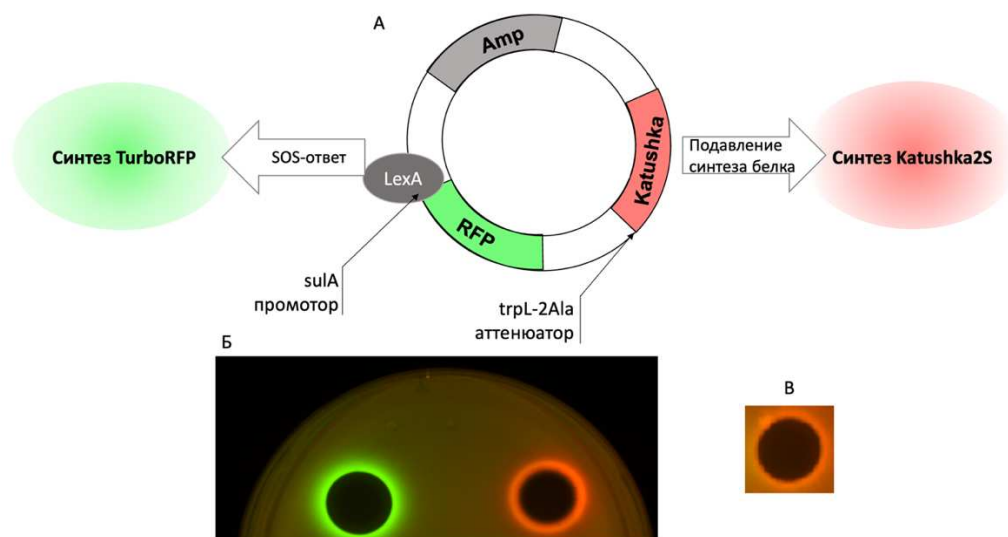 А
Amp
Синтез TurboRFP
SOS-ответ
LexA
Katushka
Подавление
синтеза белка
Синтез Katushka2S
RFP
sulA
промотор
trpL-2Ala
аттенюатор
Б
В